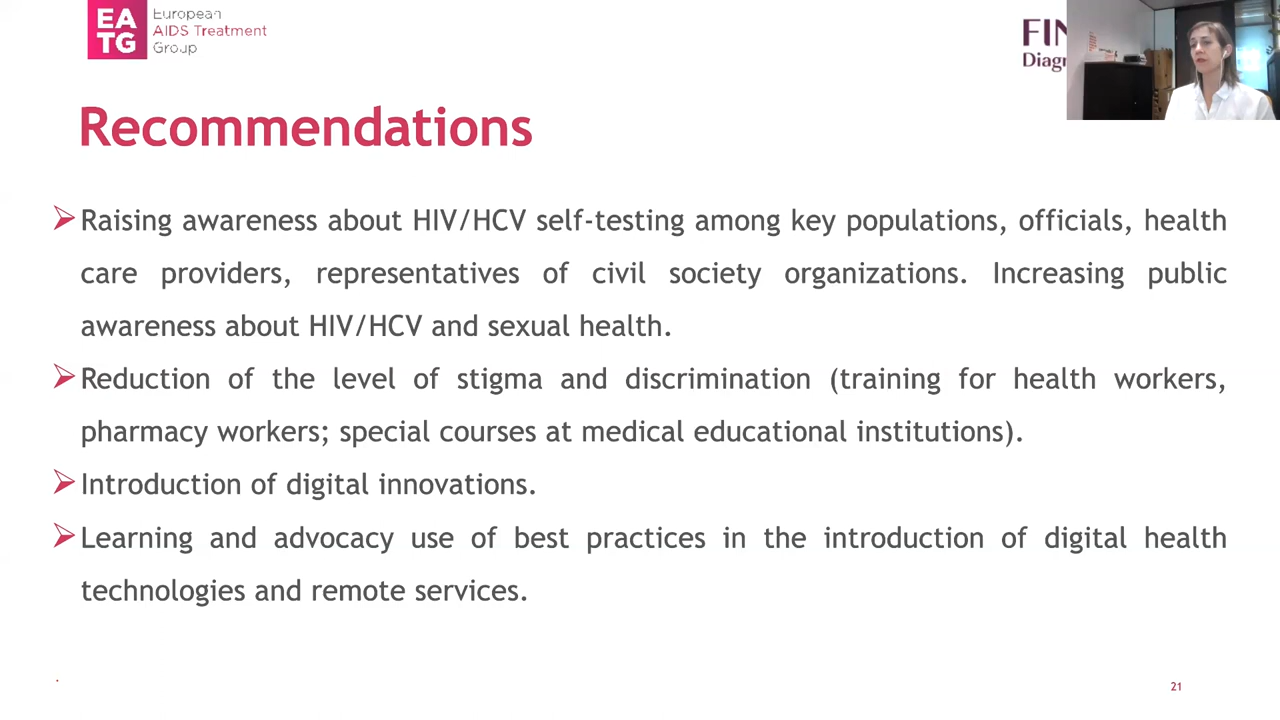 EA
TG
European
AIDS Treatment
Group
Recommendations
➢Raising awareness about HIV/HCV self-testing among key populations, officials, health
care providers, representatives of civil society organizations. Increasing public
awareness about HIV/HCV and sexual health.
➢Reduction of the level of stigma and discrimination (training for health workers,
pharmacy workers; special courses at medical educational institutions).
➢Introduction of digital innovations.
➢Learning and advocacy use of best practices in the introduction of digital health
technologies and remote services.
21